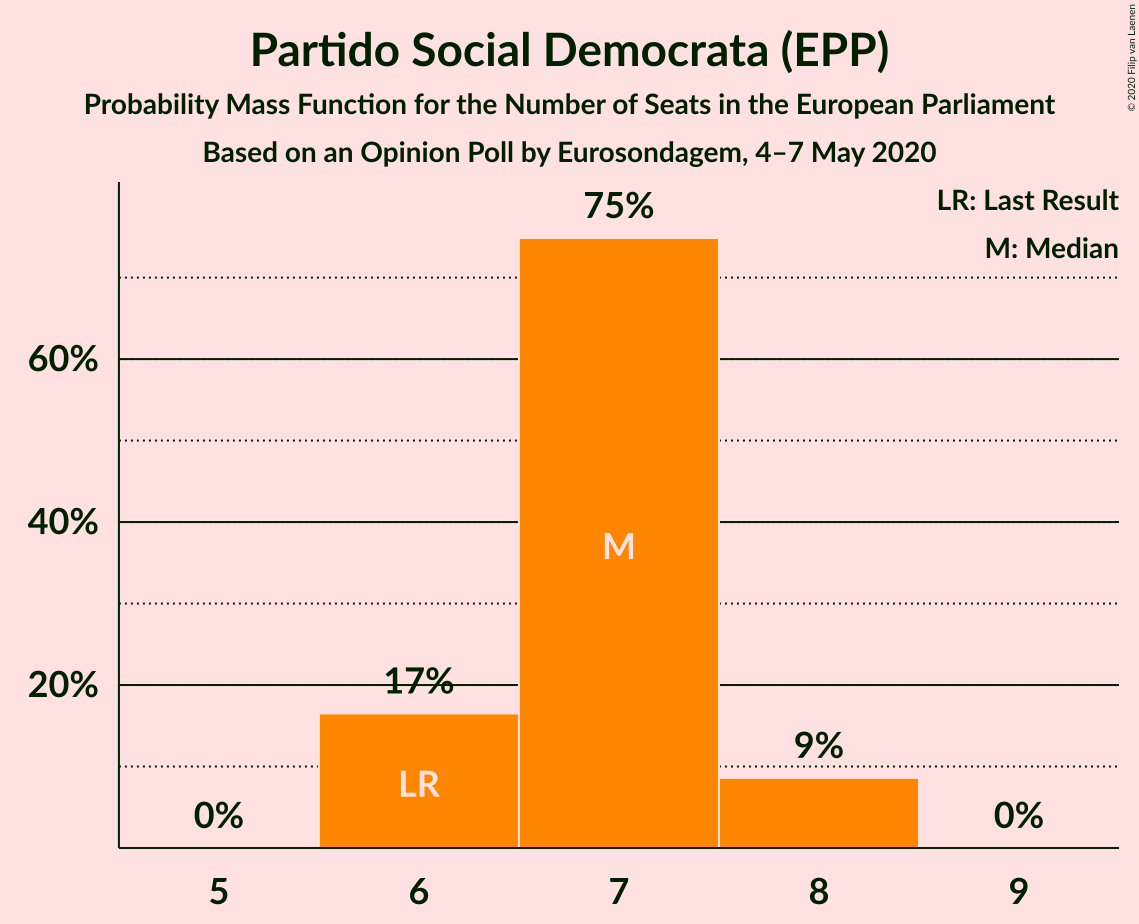 Partido Social Democrata (EPP)
Probability Mass Function for the Number of Seats in the European Parliament
Based on an Opinion Poll by Eurosondagem, 4–7 May 2020
© 2020 Filip van Laenen
LR: Last Result
M: Median
75%
60%
40%
M
20%
17%
9%
LR
0%
0%
5
6
7
8
9